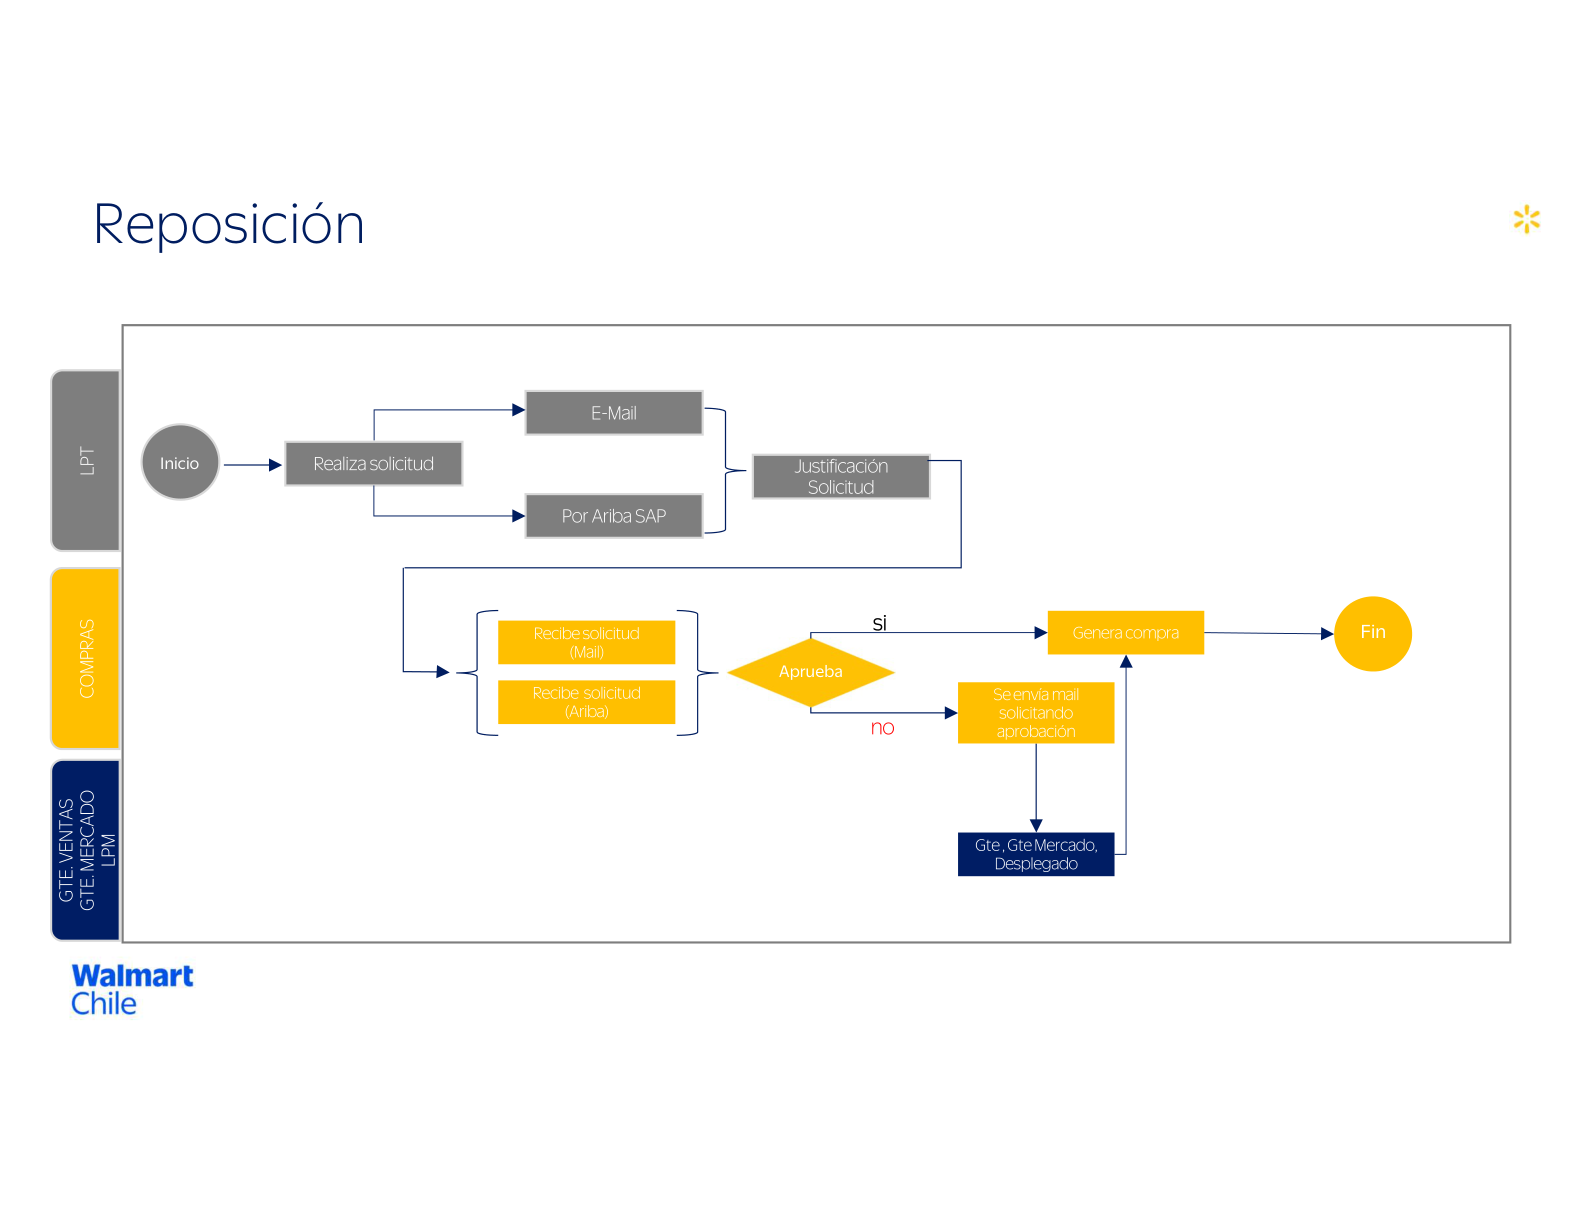 Reposición
LPT
Inicio
Realiza solicitud
E-Mail
Por Ariba SAP
Justificación
Solicitud
COMPRAS
Recibe solicitud
(Mail)
Recibe solicitud
(Ariba)
Aprueba
si
no
Genera compra
Fin
Se envía mail
solicitando
aprobación
GTE. VENTAS
GTE. MERCADO
LPM
Gte , Gte Mercado,
Desplegado
Walmart
Chile